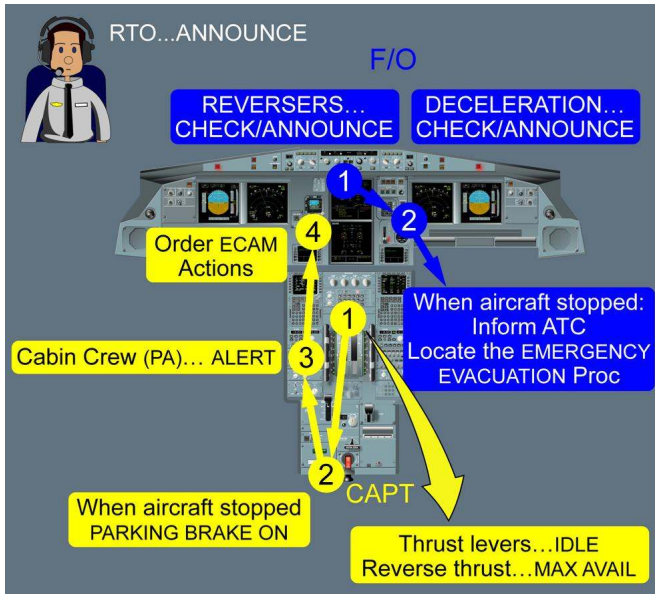 RTO...ANNOUNCE
F/O
REVERSERS...
CHECK/ANNOUNCE
DECELERATION...
CHECK/ANNOUNCE
1
2
4
Order ECAM
Actions
When aircraft stopped:
Inform ATC
Locate the EMERGENCY
EVACUATION Proc
1
Cabin Crew (PA)... ALERT
3
2
CAPT
When aircraft stopped
PARKING BRAKE ON
Thrust levers...IDLE
Reverse thrust...MAX AVAIL